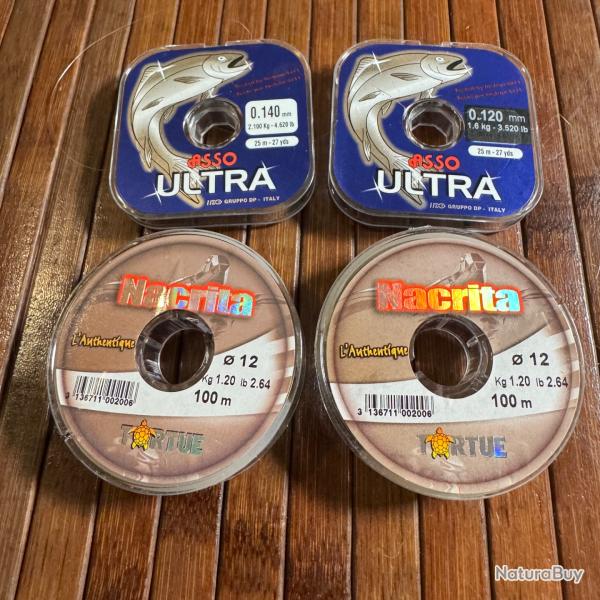 0.140 mm
2.100 Kg - 4.620 lb
25 m - 27 yds
ASSO
ULTRA
GRUPPO DP - ITALY
0.120 mm
1.6 kg - 3.520 lb
25 m - 27 yds
ASSO
ULTRA
GRUPPO DP - ITALY
Nacrita
L'Authentique
Ø 12
Kg 1.20 lb 2.64
3 136711 002006
100 m
TORTUE
Nacrita
L'Authentique
Ø 12
Kg 1.20 lb 2.64
3 136711 002006
100 m
TORTUE
NaturaBuy